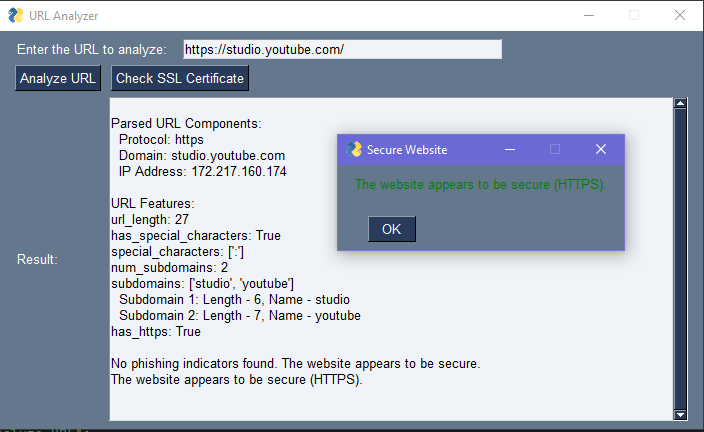 URL Analyzer
Enter the URL to analyze: https://studio.youtube.com/
Analyze URL Check SSL Certificate
Result:
Parsed URL Components:
Protocol: https
Domain: studio.youtube.com
IP Address: 172.217.160.174
URL Features:
url_length: 27
has_special_characters: True
special_characters: [':']
num_subdomains: 2
subdomains: ['studio', 'youtube']
Subdomain 1: Length - 6, Name - studio
Subdomain 2: Length - 7, Name - youtube
has_https: True
No phishing indicators found. The website appears to be secure.
The website appears to be secure (HTTPS).
Secure Website
The website appears to be secure (HTTPS).
OK